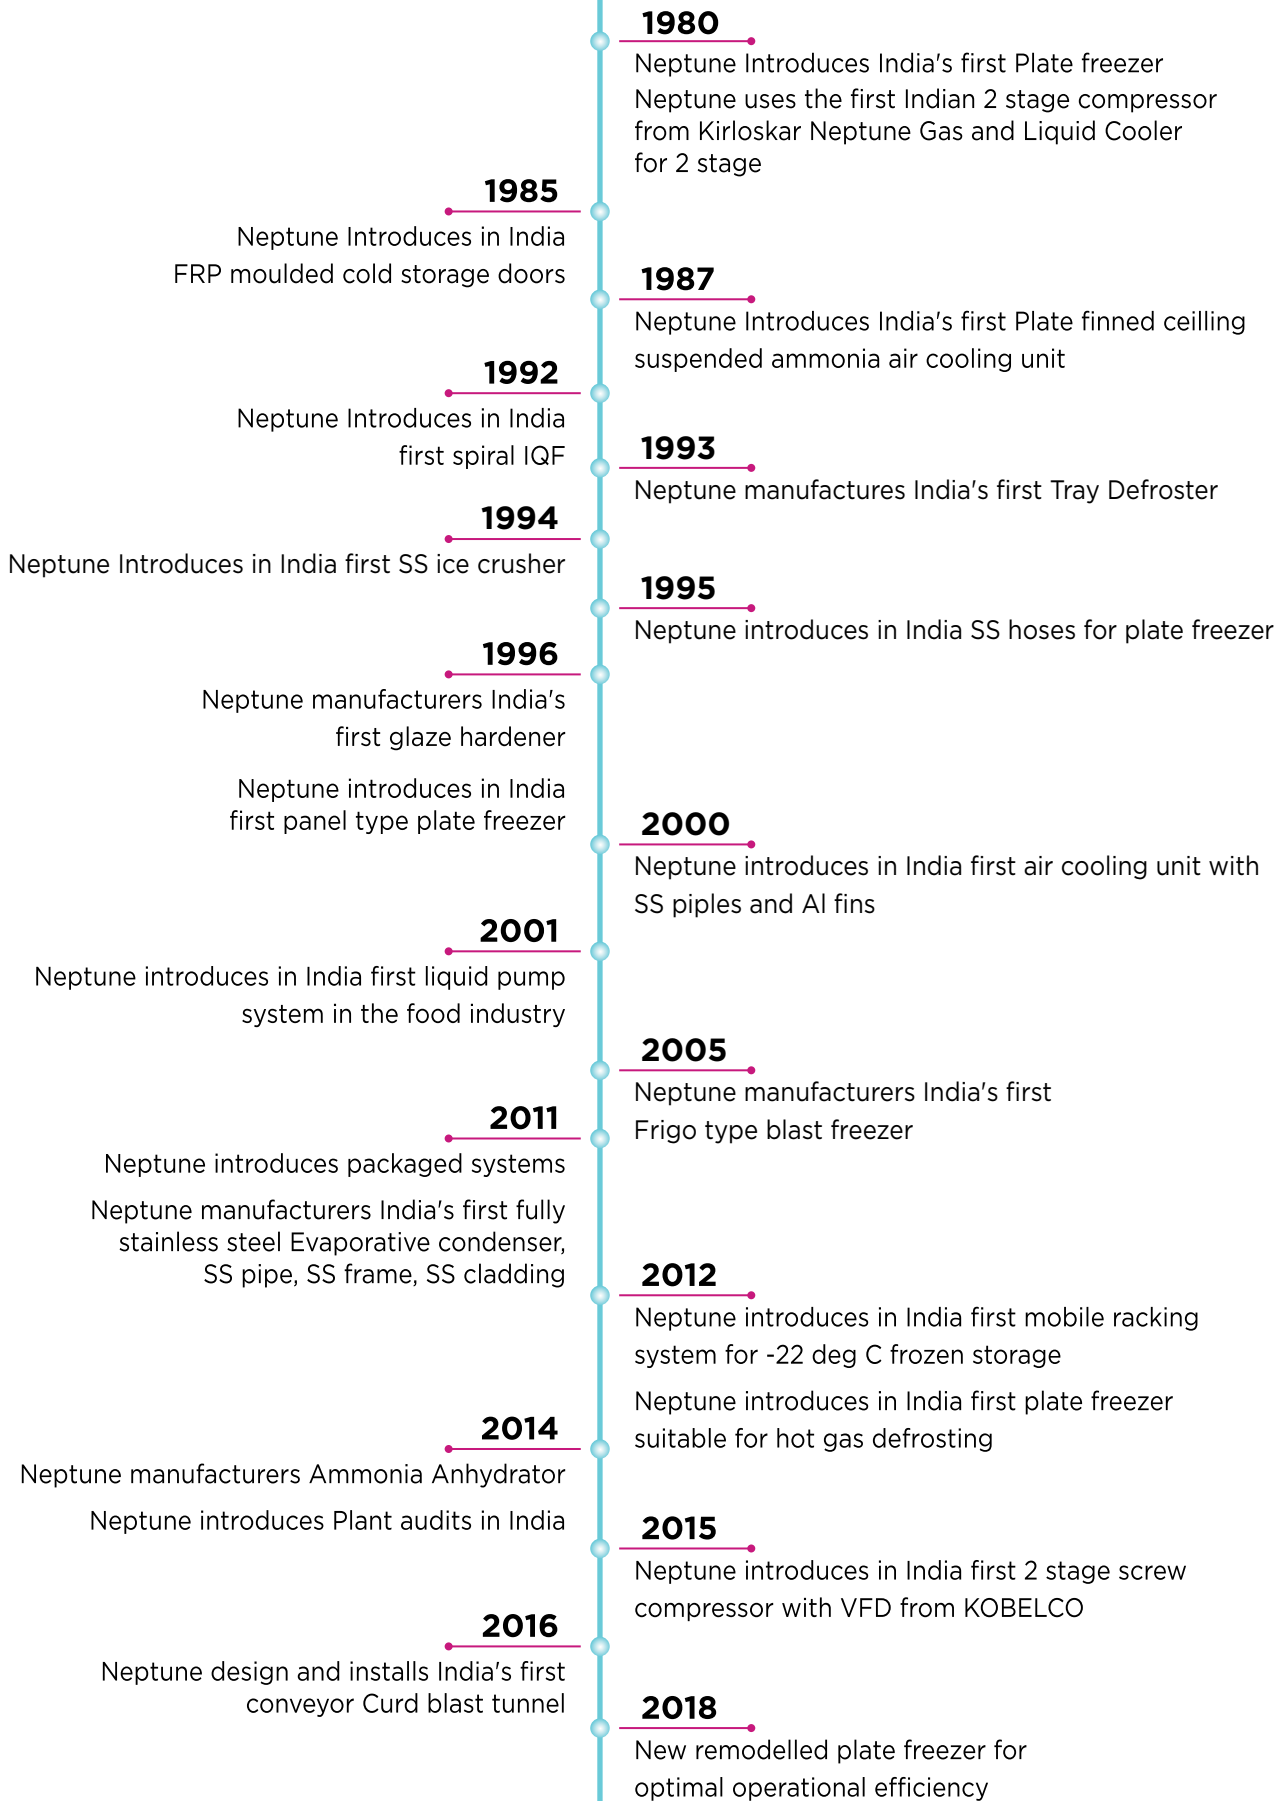 1980
Neptune Introduces India's first Plate freezer
Neptune uses the first Indian 2 stage compressor
from Kirloskar Neptune Gas and Liquid Cooler
for 2 stage
1985
Neptune Introduces in India
FRP moulded cold storage doors
1987
Neptune Introduces India's first Plate finned ceilling
suspended ammonia air cooling unit
1992
Neptune Introduces in India
first spiral IQF
1993
Neptune manufactures India's first Tray Defroster
1994
Neptune Introduces in India first SS ice crusher
1995
Neptune introduces in India SS hoses for plate freezer
1996
Neptune manufacturers India's
first glaze hardener
Neptune introduces in India
first panel type plate freezer
2000
Neptune introduces in India first air cooling unit with
SS piples and Al fins
2001
Neptune introduces in India first liquid pump
system in the food industry
2005
Neptune manufacturers India's first
Frigo type blast freezer
2011
Neptune introduces packaged systems
Neptune manufacturers India's first fully
stainless steel Evaporative condenser,
SS pipe, SS frame, SS cladding
2012
Neptune introduces in India first mobile racking
system for -22 deg C frozen storage
Neptune introduces in India first plate freezer
suitable for hot gas defrosting
2014
Neptune manufacturers Ammonia Anhydrator
Neptune introduces Plant audits in India
2015
Neptune introduces in India first 2 stage screw
compressor with VFD from KOBELCO
2016
Neptune design and installs India's first
conveyor Curd blast tunnel
2018
New remodelled plate freezer for
optimal operational efficiency